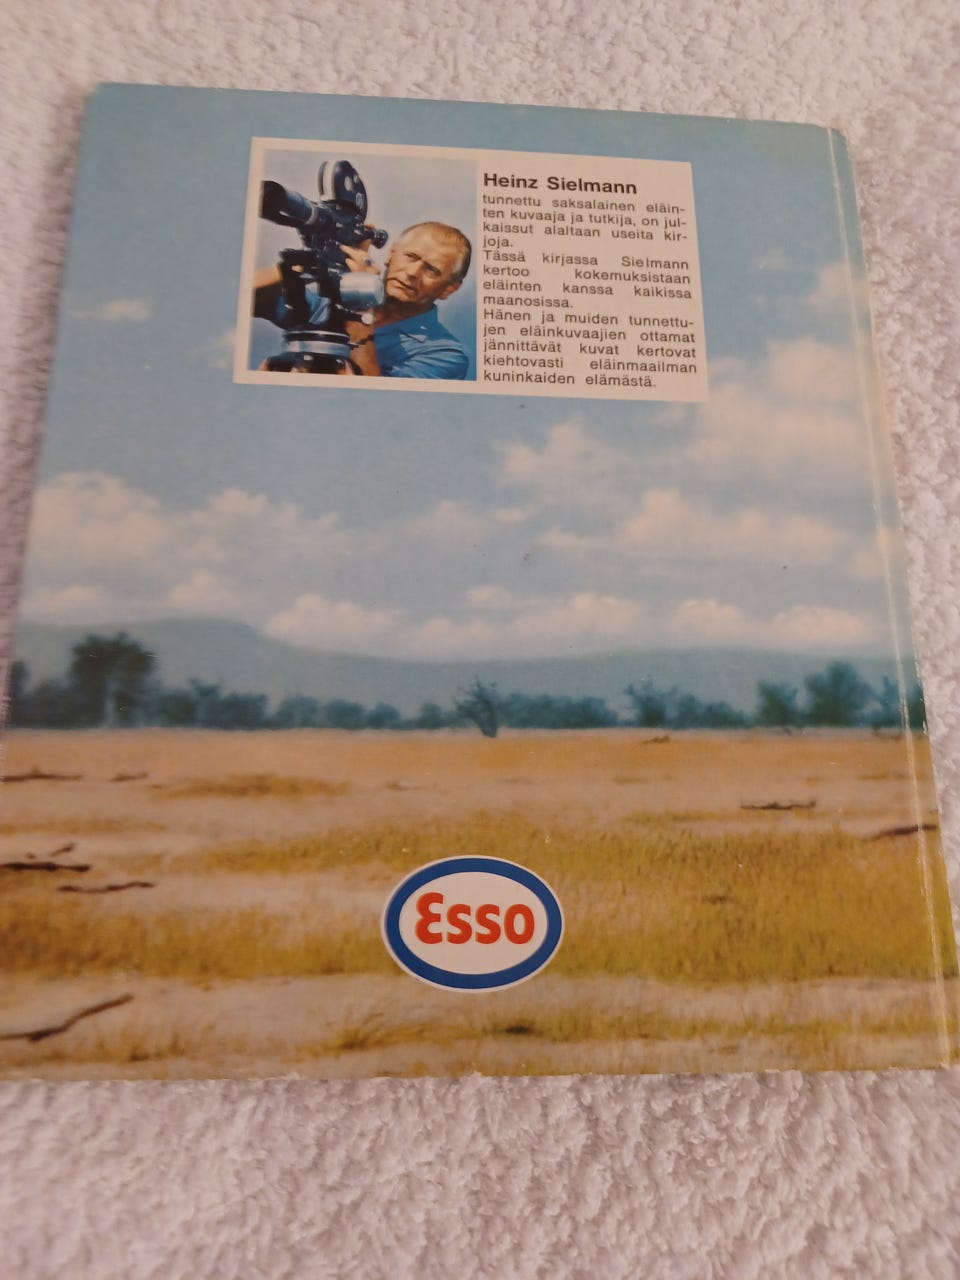 Heinz Sielmann
tunnettu saksalainen eläin-
ten kuvaaja ja tutkija, on jul-
kaissut alaltaan useita kir-
joja.
Tässä kirjassa Sielmann
kertoo kokemuksistaan
eläinten kanssa kaikissa
maanosissa.
Hänen ja muiden tunnettu-
jen eläinkuvaajien ottamat
jännittävät kuvat kertovat
kiehtovasti eläinmaailman
kuninkaiden elämästä.
Esso